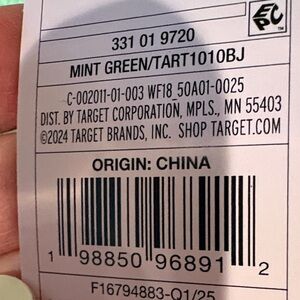 EPC™
331 01 9720
MINT GREEN/TART1010BJ
C-002011-01-003 WF18 50A01-0025
DIST. BY TARGET CORPORATION, MPLS., MN 55403
©2024 TARGET BRANDS, INC. SHOP TARGET.COM
ORIGIN: CHINA
1 98850 96891 2
F16794883-Q1/25